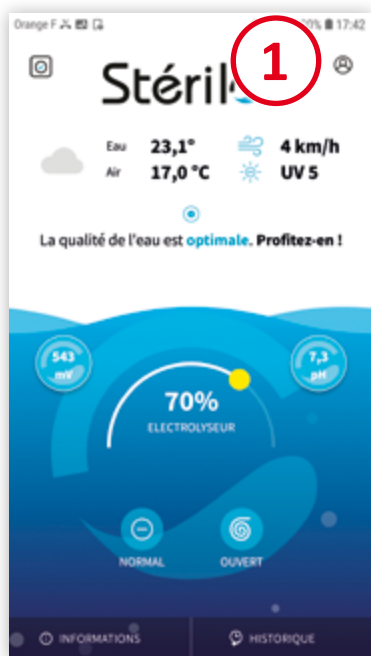 Orange F
0% 17:42
1
Stéril
Eau 23,1° 4 km/h
Air 17,0 °C UV 5
La qualité de l'eau est optimale. Profitez-en !
543 mV
7,3 pH
70%
ELECTROLYSEUR
NORMAL OUVERT
INFORMATIONS HISTORIQUE